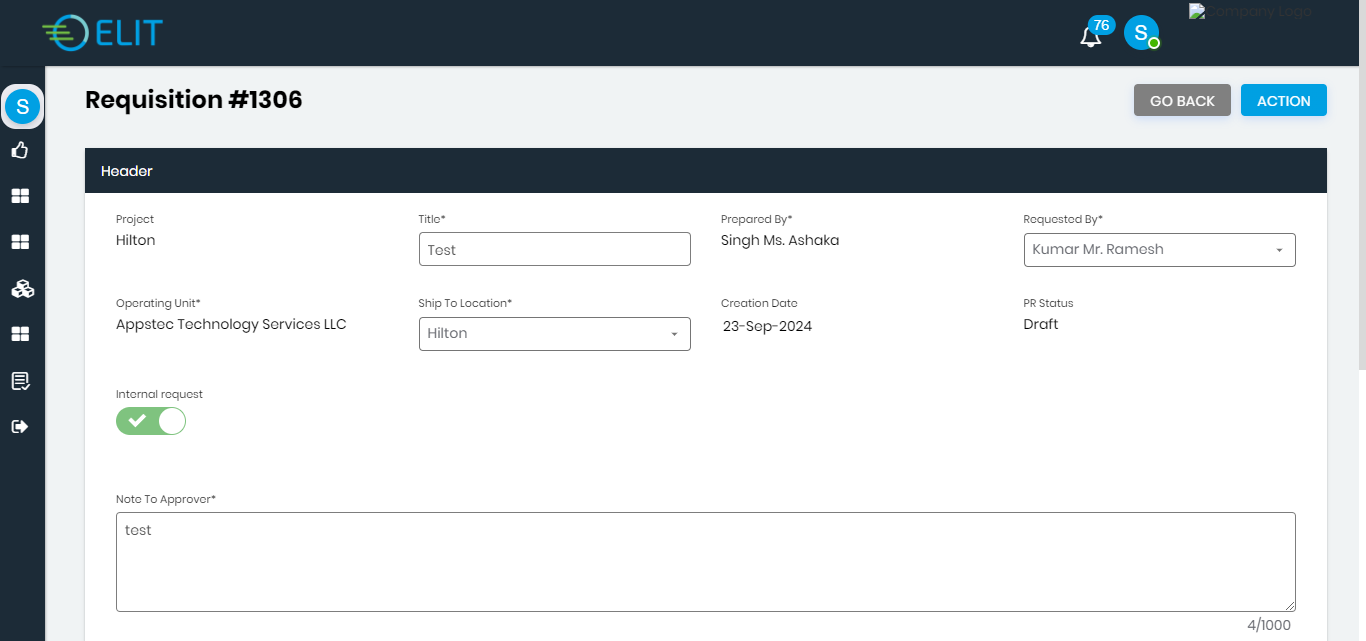 ELIT
76
S
Company Logo
S
Requisition #1306
GO BACK
ACTION
Header
Project
Hilton
Title*
Test
Prepared By*
Singh Ms. Ashaka
Requested By*
Kumar Mr. Ramesh
Operating Unit*
Appstec Technology Services LLC
Ship To Location*
Hilton
Creation Date
23-Sep-2024
PR Status
Draft
Internal request
Note To Approver*
test
4/1000